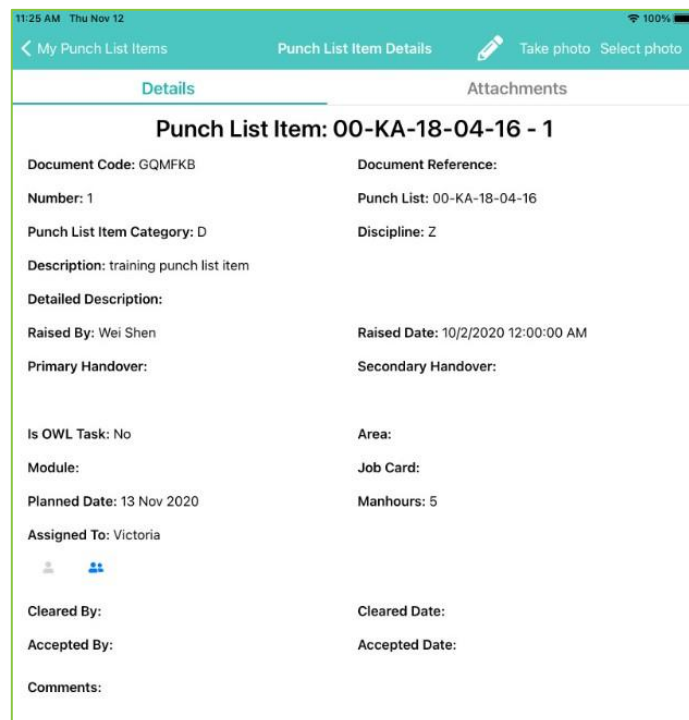 11:25 AM Thu Nov 12 100%
My Punch List Items Punch List Item Details Take photo Select photo
Details Attachments
Punch List Item: 00-KA-18-04-16 - 1
Document Code: GQMFKB Document Reference:
Number: 1 Punch List: 00-KA-18-04-16
Punch List Item Category: D Discipline: Z
Description: training punch list item
Detailed Description:
Raised By: Wei Shen Raised Date: 10/2/2020 12:00:00 AM
Primary Handover: Secondary Handover:
Is OWL Task: No Area:
Module: Job Card:
Planned Date: 13 Nov 2020 Manhours: 5
Assigned To: Victoria
Cleared By: Cleared Date:
Accepted By: Accepted Date:
Comments: